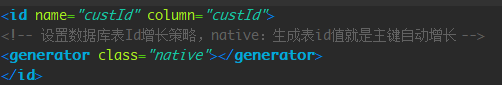 <id name="custId" column="custId">
<!-- 设置数据库表Id增长策略，native：生成表id值就是主键自动增长 -->
<generator class="native"></generator>
</id>